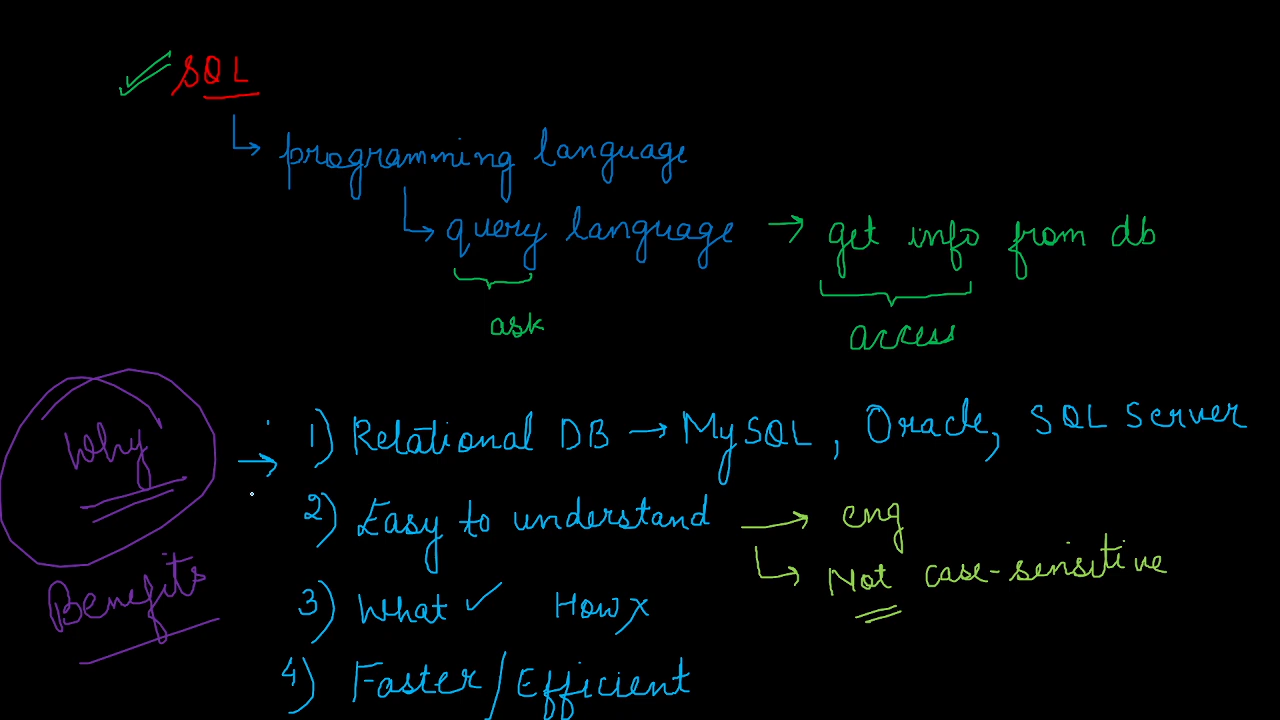 SQL
programming language
query language → get info from db
ask
access
Why
Benefits
1) Relational DB → MySQL, Oracle, SQL Server
2) Easy to understand → eng
Not case-sensitive
3) What ✓ How x
4) Faster/Efficient